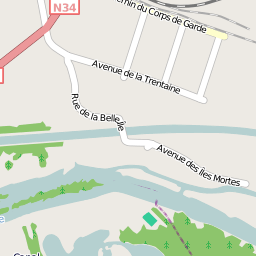 N34
Chemin du Corps de Garde
Avenue de la Trentaine
Rue de la Belle Île
Avenue des Îles Mortes